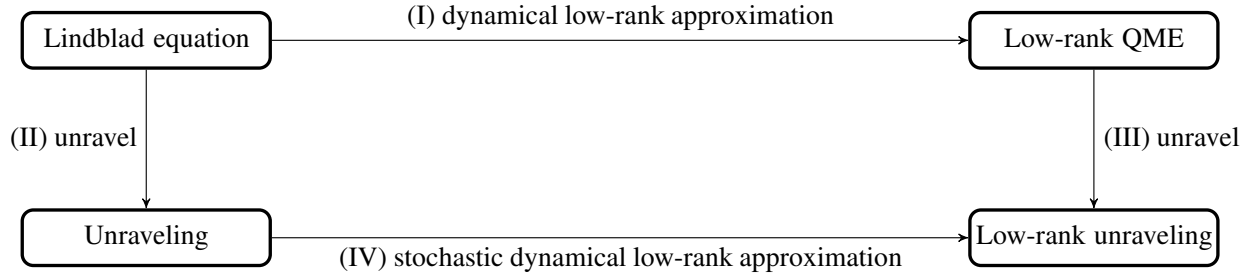 (I) dynamical low-rank approximation
Lindblad equation
Low-rank QME
(II) unravel
(III) unravel
Unraveling
Low-rank unraveling
(IV) stochastic dynamical low-rank approximation